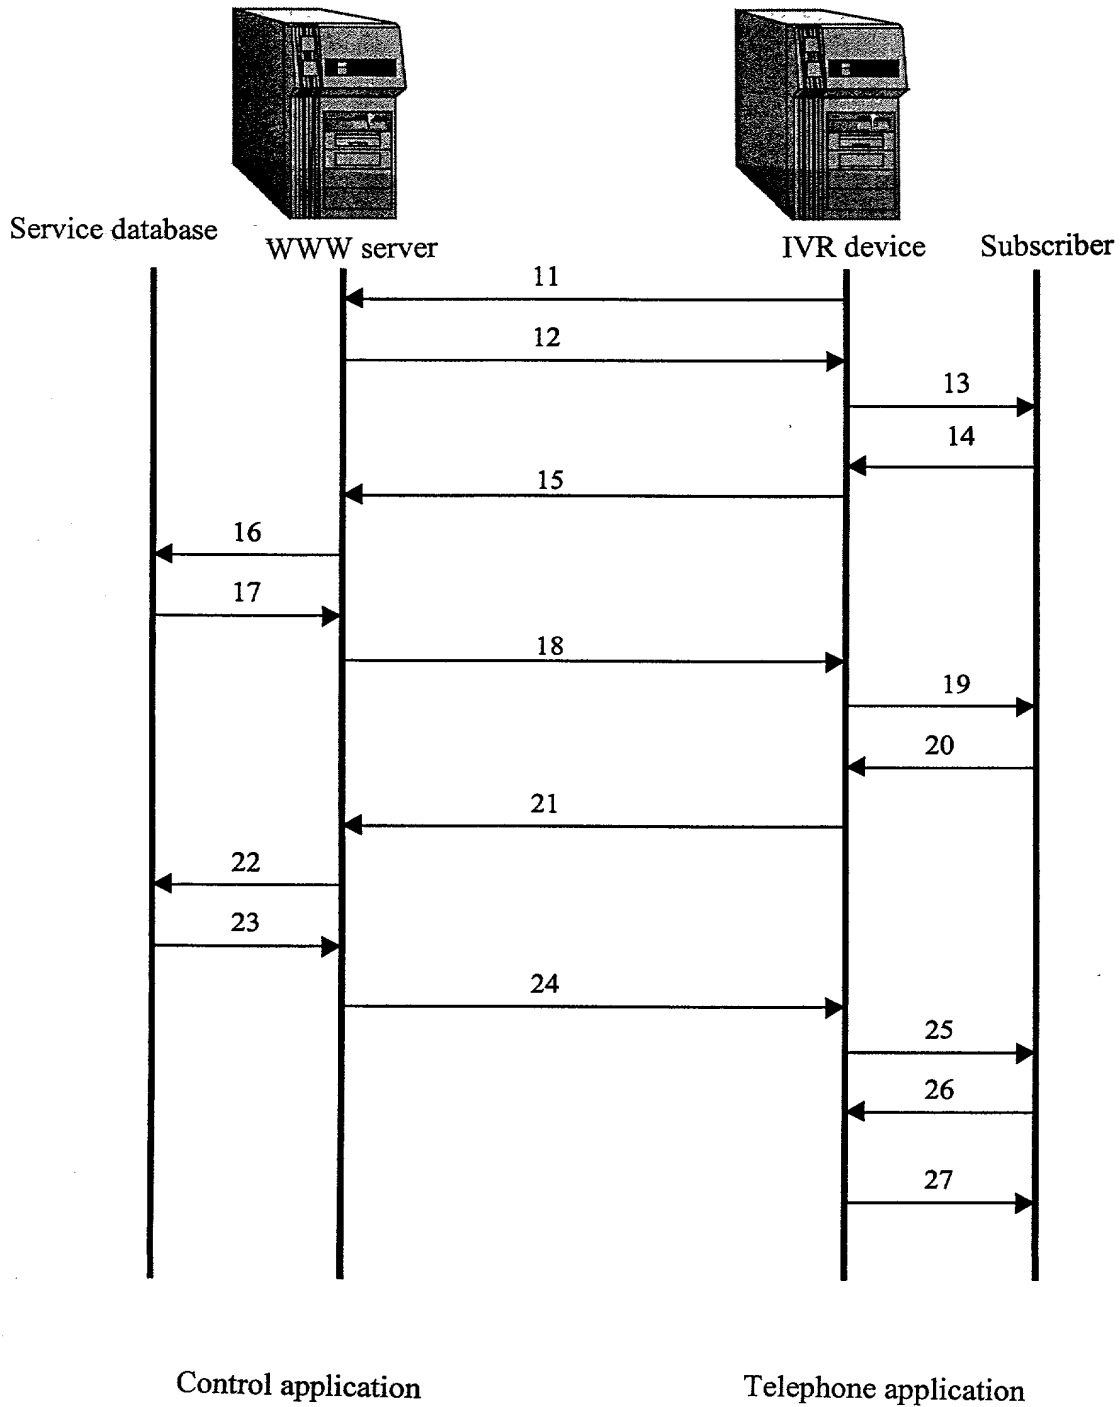 Service database
WWW server
IVR device
Subscriber
11
12
13
14
15
16
17
18
19
20
21
22
23
24
25
26
27
Control application
Telephone application